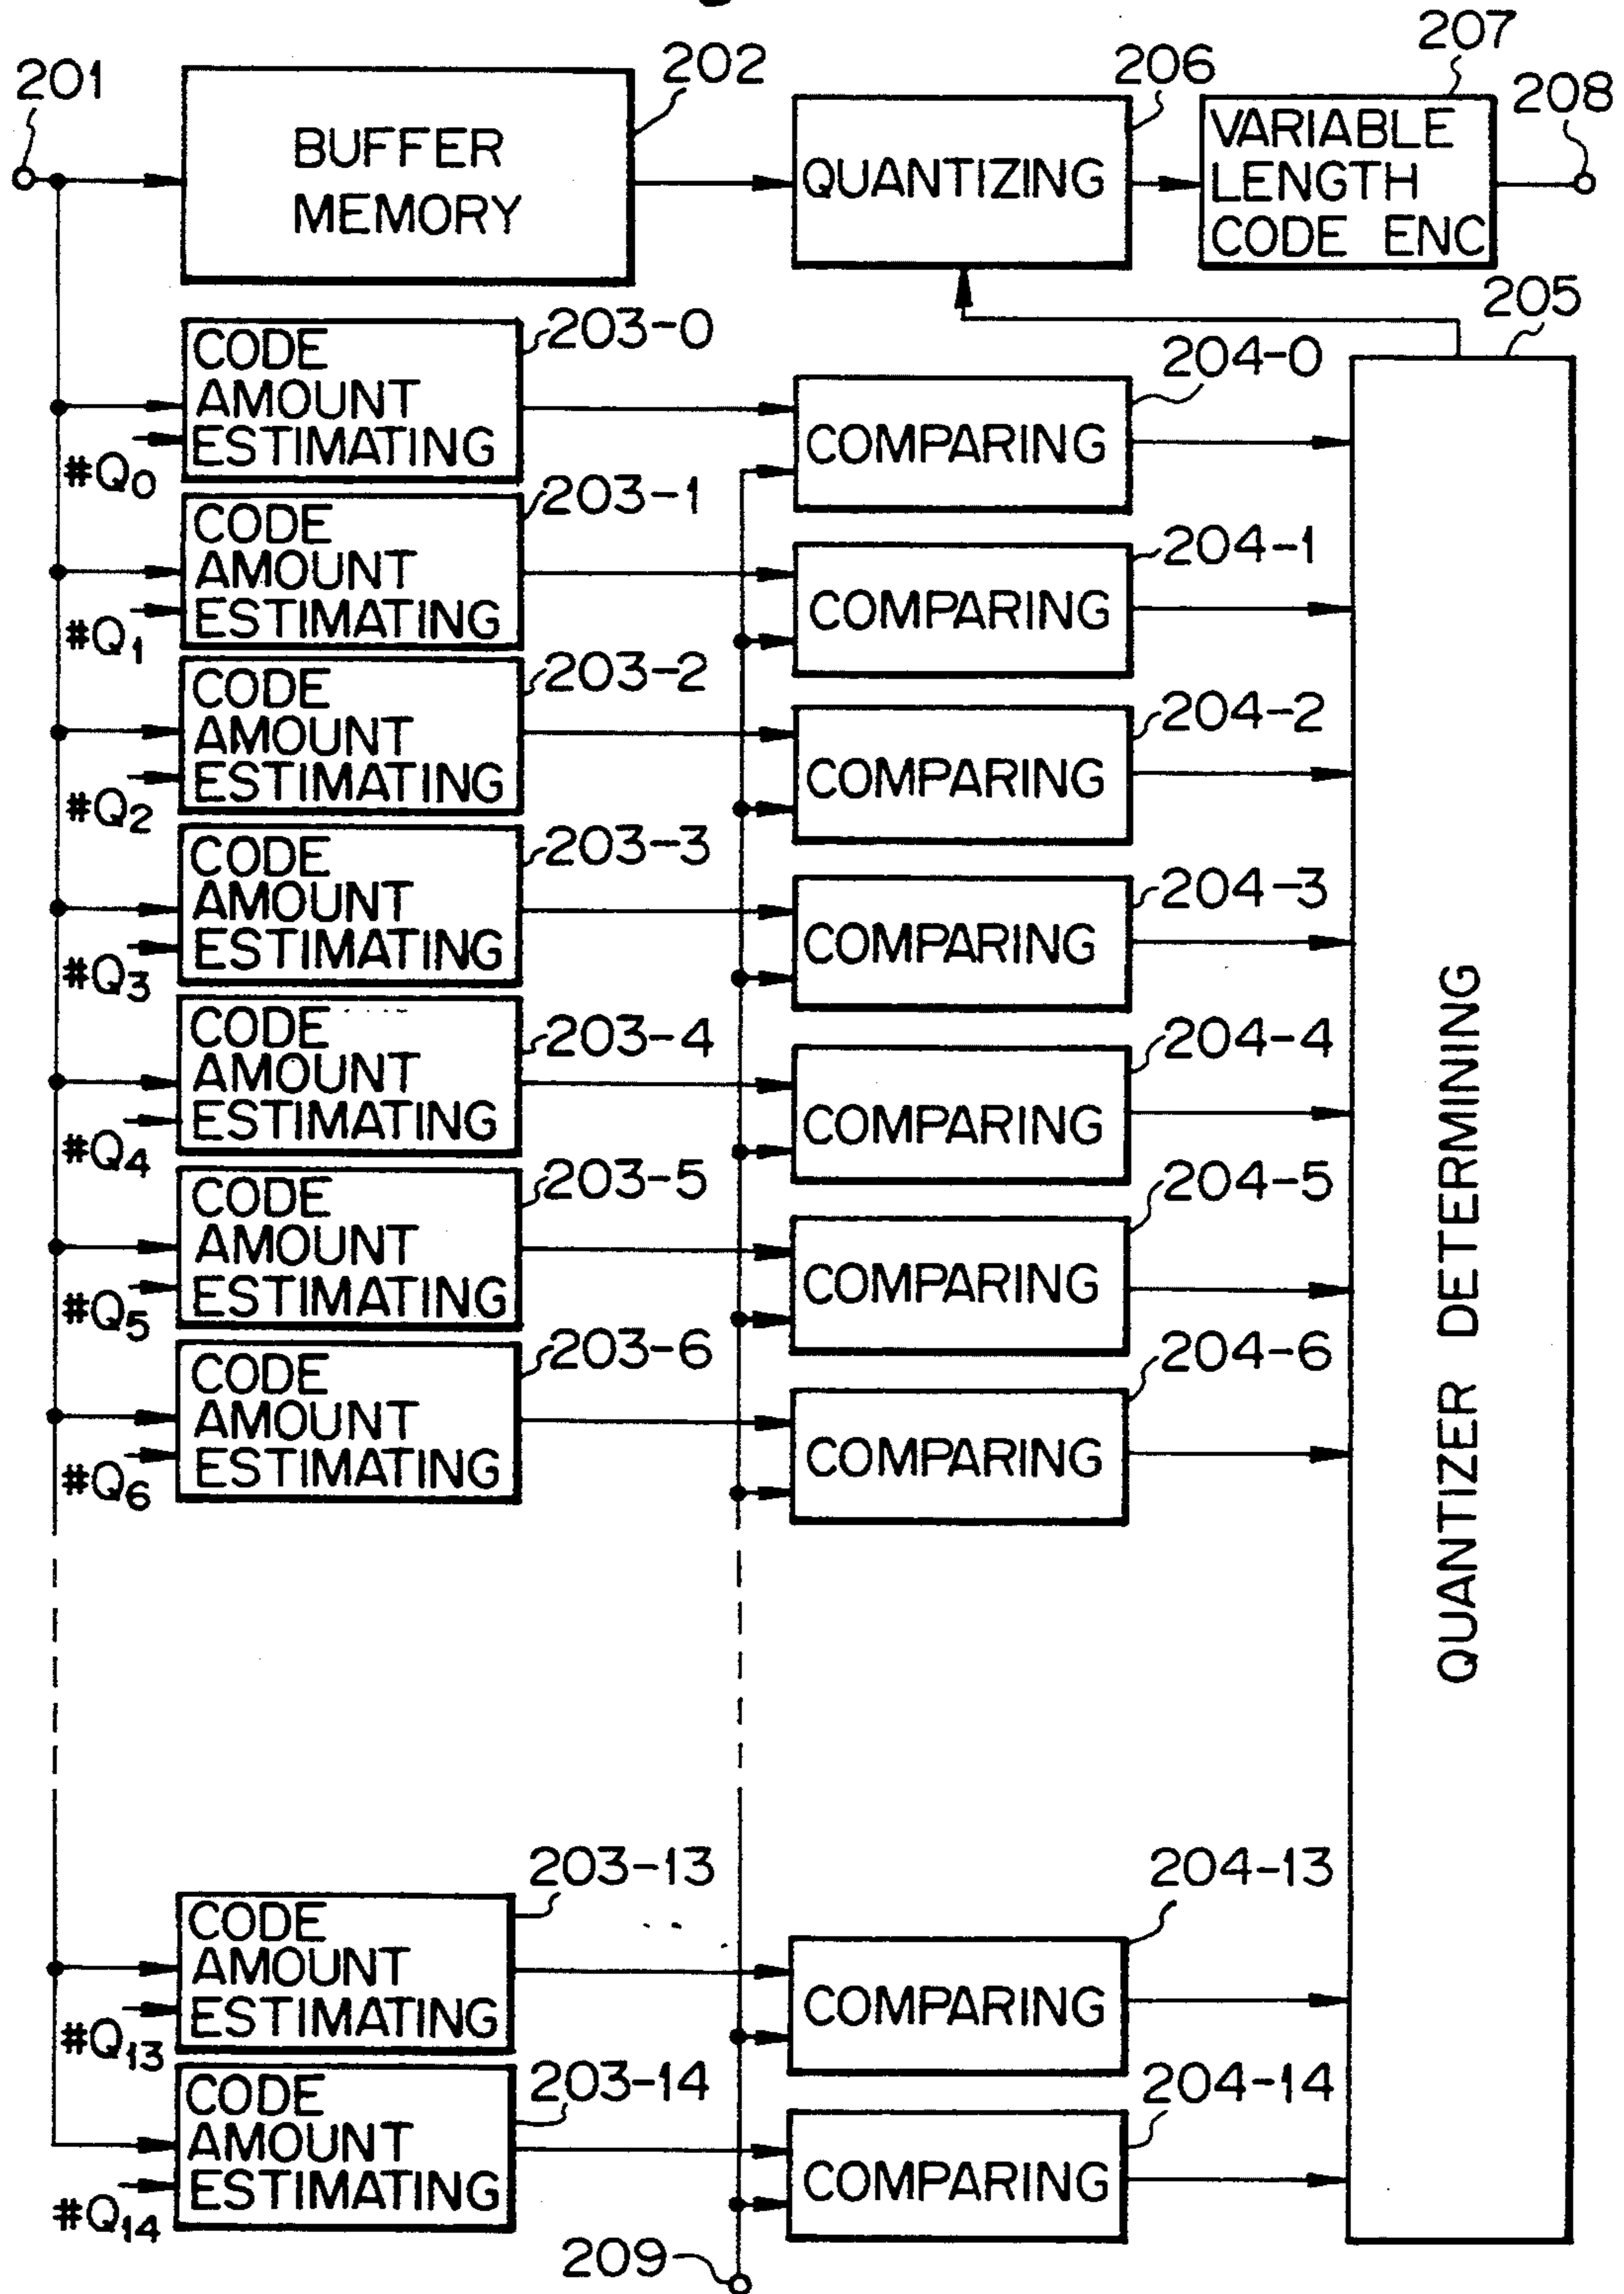 201
202
206
207
208
BUFFER
MEMORY
QUANTIZING
VARIABLE
LENGTH
CODE ENC
205
CODE
AMOUNT
ESTIMATING
203-0
#Q0
COMPARING
204-0
CODE
AMOUNT
ESTIMATING
203-1
#Q1
COMPARING
204-1
CODE
AMOUNT
ESTIMATING
203-2
#Q2
COMPARING
204-2
CODE
AMOUNT
ESTIMATING
203-3
#Q3
COMPARING
204-3
CODE
AMOUNT
ESTIMATING
203-4
#Q4
COMPARING
204-4
CODE
AMOUNT
ESTIMATING
203-5
#Q5
COMPARING
204-5
CODE
AMOUNT
ESTIMATING
203-6
#Q6
COMPARING
204-6
QUANTIZER DETERMINING
CODE
AMOUNT
ESTIMATING
203-13
#Q13
COMPARING
204-13
CODE
AMOUNT
ESTIMATING
203-14
#Q14
COMPARING
204-14
209